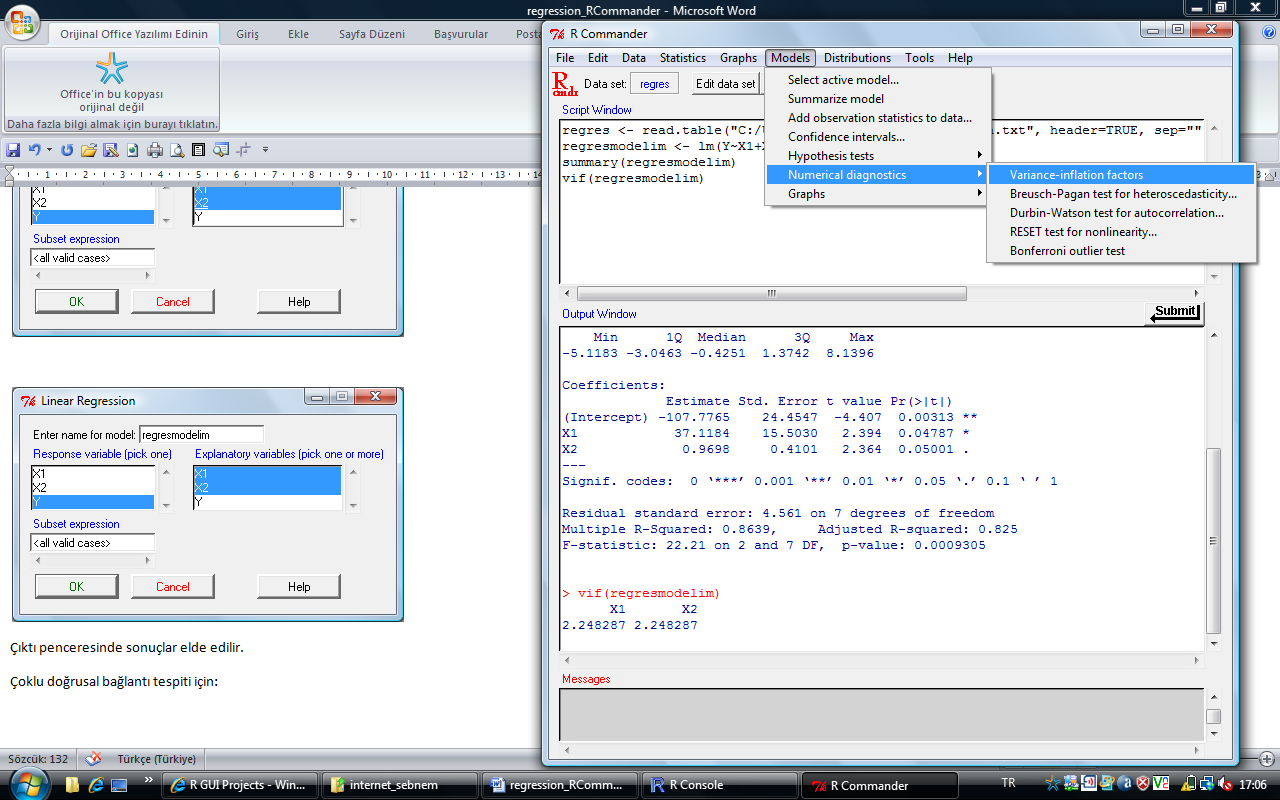 regression_RCommander - Microsoft Word
Orijinal Office Yazılımı Edinin
Giriş
Ekle
Sayfa Düzeni
Başvurular
Office'in bu kopyası
orijinal değil
Daha fazla bilgi almak için burayı tıklatın.
1 2 3 4 5 6 7 8 9 10 11 12
X1
X2
Y
X1
X2
Y
Subset expression
<all valid cases>
OK
Cancel
Help
Linear Regression
Enter name for model: regresmodelim
Response variable (pick one)
Explanatory variables (pick one or more)
X1
X2
Y
X1
X2
Y
Subset expression
<all valid cases>
OK
Cancel
Help
Çıktı penceresinde sonuçlar elde edilir.
Çoklu doğrusal bağlantı tespiti için:
Sözcük: 132
Türkçe (Türkiye)
R Commander
File Edit Data Statistics Graphs Models Distributions Tools Help
R cmdr
Data set:
regres
Edit data set
Select active model...
Summarize model
Add observation statistics to data...
Confidence intervals...
Hypothesis tests
Numerical diagnostics
Graphs
Variance-inflation factors
Breusch-Pagan test for heteroscedasticity...
Durbin-Watson test for autocorrelation...
RESET test for nonlinearity...
Bonferroni outlier test
Script Window
regres <- read.table("C:/ .txt", header=TRUE, sep=""
regresmodelim <- lm(Y~X1+
summary(regresmodelim)
vif(regresmodelim)
Output Window
Submit
Min 1Q Median 3Q Max
-5.1183 -3.0463 -0.4251 1.3742 8.1396
Coefficients:
Estimate Std. Error t value Pr(>|t|)
(Intercept) -107.7765 24.4547 -4.407 0.00313 **
X1 37.1184 15.5030 2.394 0.04787 *
X2 0.9698 0.4101 2.364 0.05001 .
---
Signif. codes: 0 ‘***’ 0.001 ‘**’ 0.01 ‘*’ 0.05 ‘.’ 0.1 ‘ ’ 1
Residual standard error: 4.561 on 7 degrees of freedom
Multiple R-Squared: 0.8639, Adjusted R-squared: 0.825
F-statistic: 22.21 on 2 and 7 DF, p-value: 0.0009305
> vif(regresmodelim)
X1 X2
2.248287 2.248287
Messages
R GUI Projects - Win...
internet_sebnem
regression_RComm...
R Console
R Commander
TR
17:06